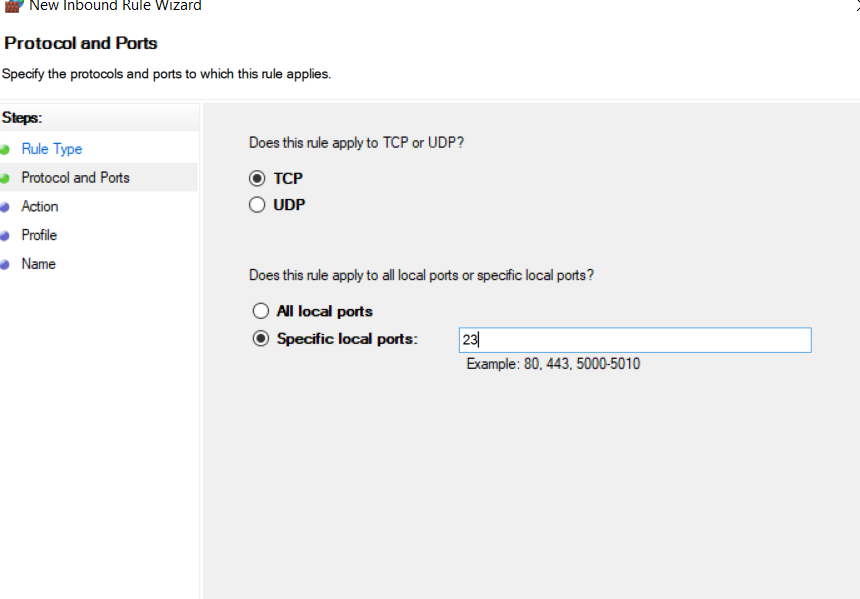 New Inbound Rule Wizard
Protocol and Ports
Specify the protocols and ports to which this rule applies.
Steps:
Rule Type
Protocol and Ports
Action
Profile
Name
Does this rule apply to TCP or UDP?
TCP
UDP
Does this rule apply to all local ports or specific local ports?
All local ports
Specific local ports: 23
Example: 80, 443, 5000-5010